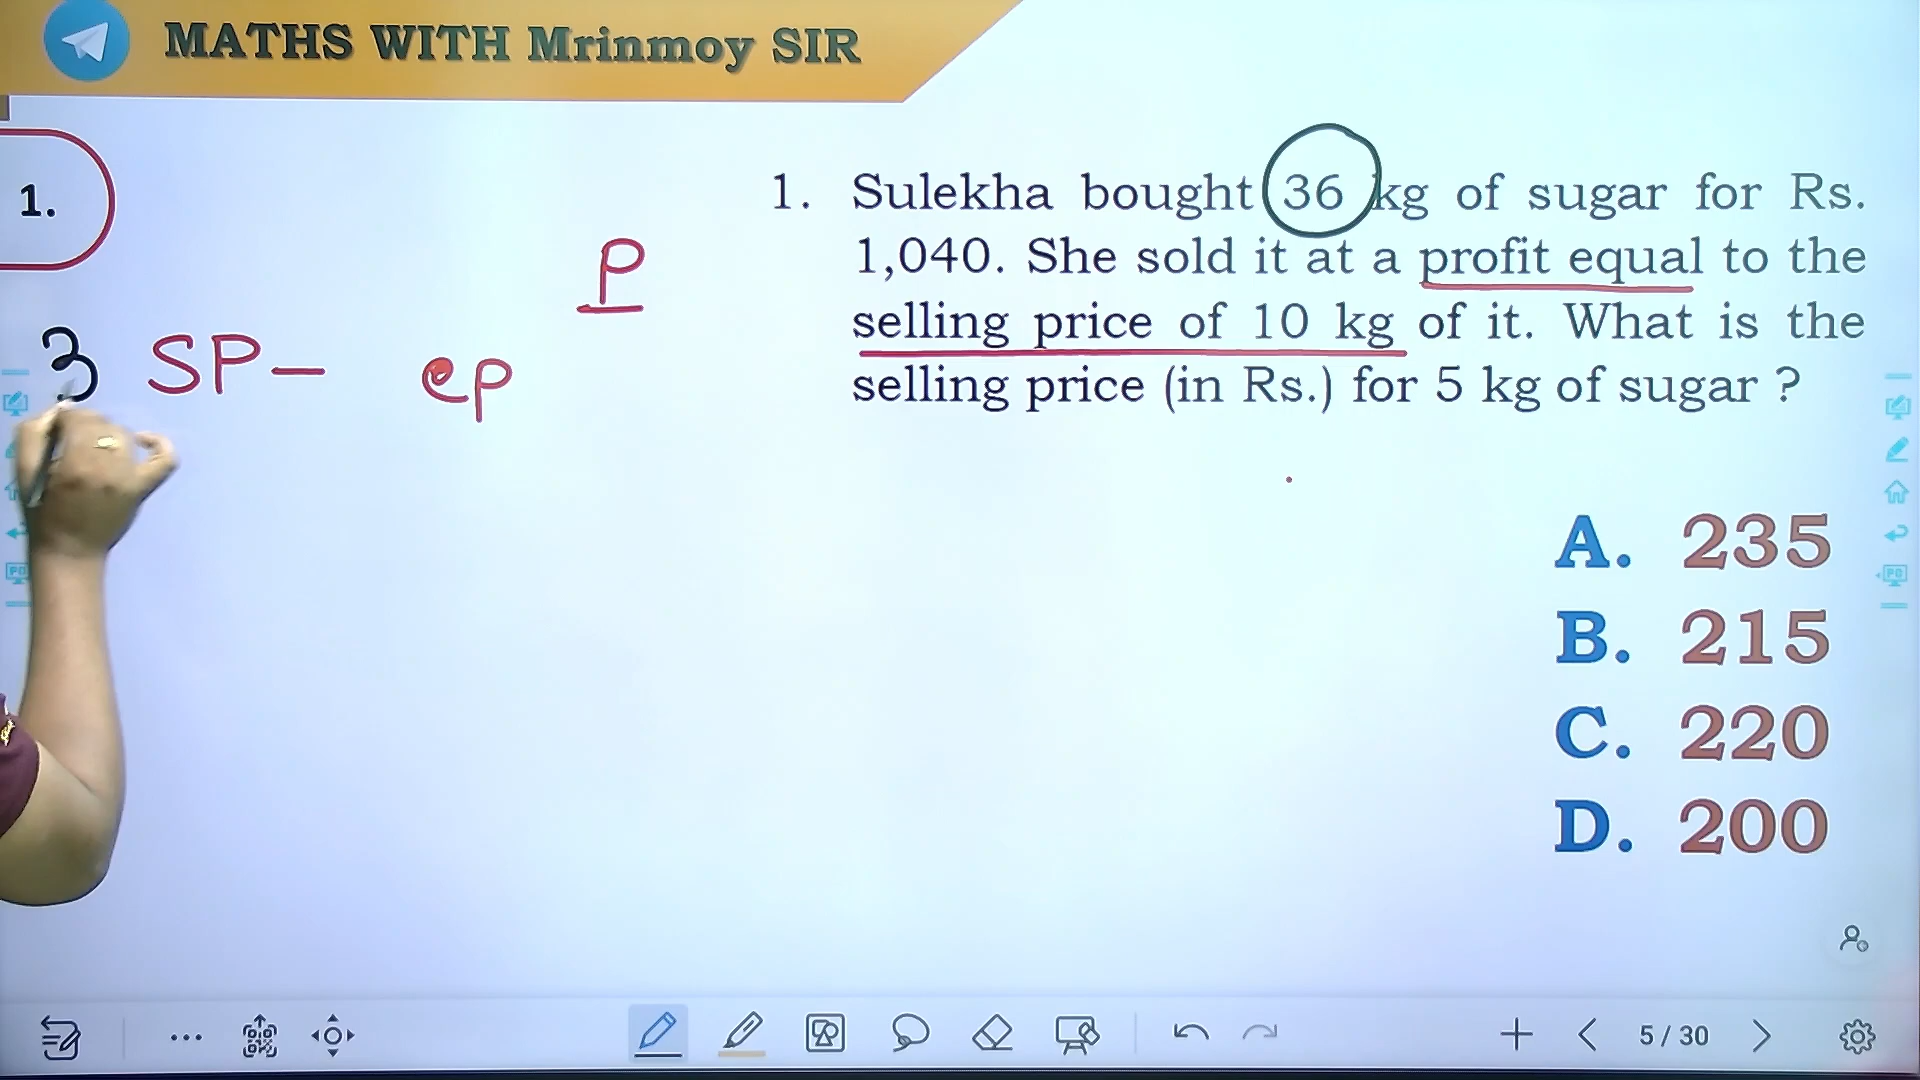 MATHS WITH Mrinmoy SIR
1.
1. Sulekha bought 36 kg of sugar for Rs.
1,040. She sold it at a profit equal to the
selling price of 10 kg of it. What is the
selling price (in Rs.) for 5 kg of sugar ?
P
3 SP - CP
A. 235
B. 215
C. 220
D. 200
5 / 30